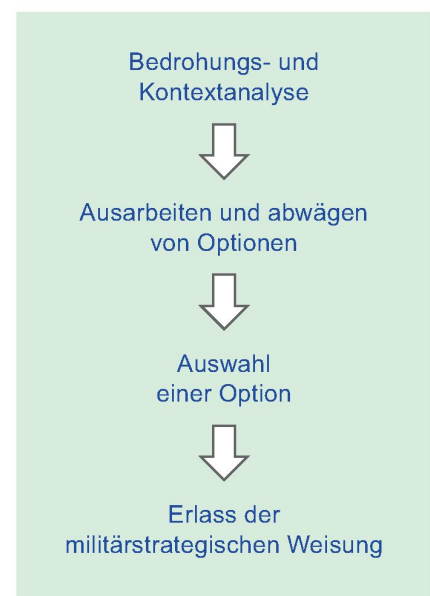 Bedrohungs- und
Kontextanalyse
Ausarbeiten und abwägen
von Optionen
Auswahl
einer Option
Erlass der
militärstrategischen Weisung